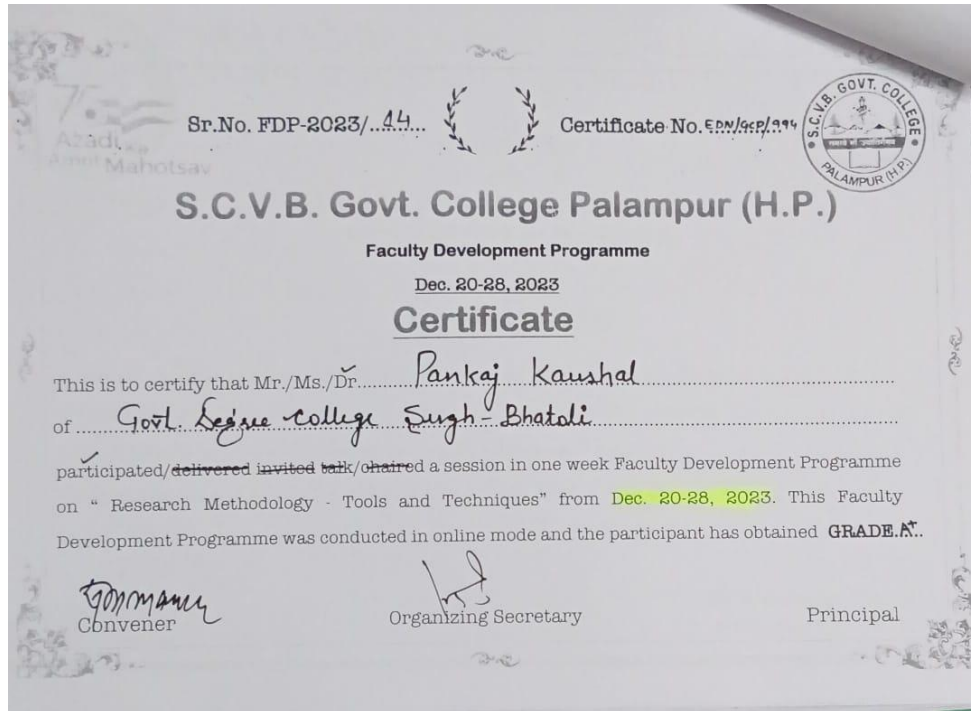 Azadi
Amrit Mahotsav
Sr.No. FDP-2023/..44...
Certificate No. EDN/GCP/994
S.C.V.B. GOVT. COLLEGE
PALAMPUR (H.P.)
S.C.V.B. Govt. College Palampur (H.P.)
Faculty Development Programme
Dec. 20-28, 2023
Certificate
This is to certify that Mr./Ms./Dr. Pankaj Kaushal
of Govt. Degree College Sugh-Bhatoli
participated/delivered invited talk/chaired a session in one week Faculty Development Programme
on “ Research Methodology - Tools and Techniques” from Dec. 20-28, 2023. This Faculty
Development Programme was conducted in online mode and the participant has obtained GRADE.A+..
Convener
Organizing Secretary
Principal